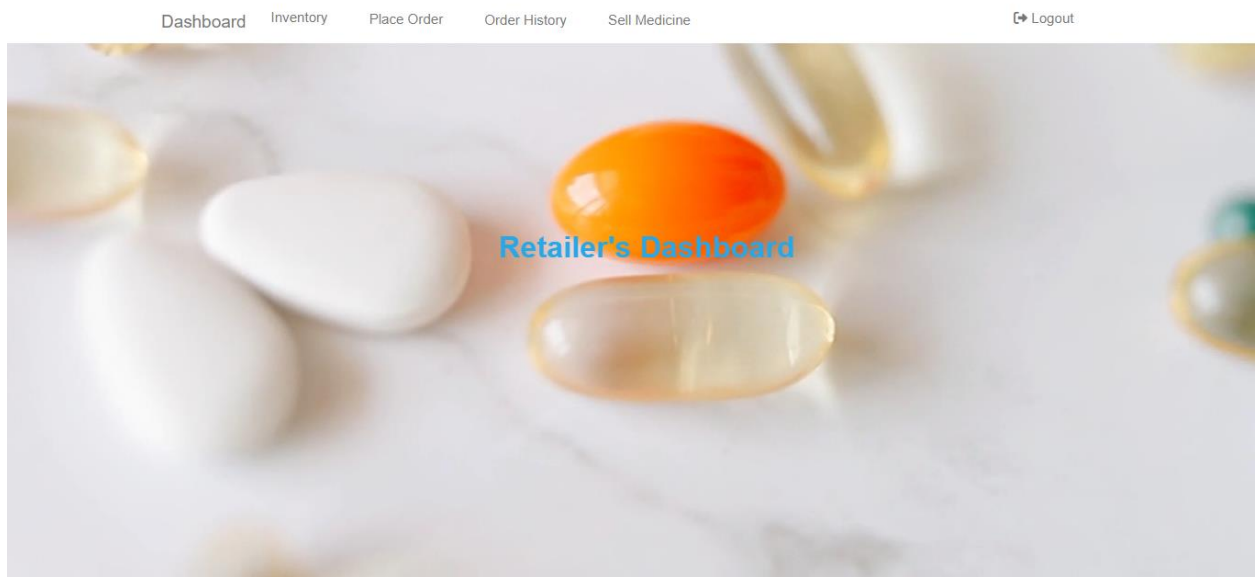 Dashboard Inventory Place Order Order History Sell Medicine Logout
Retailer's Dashboard